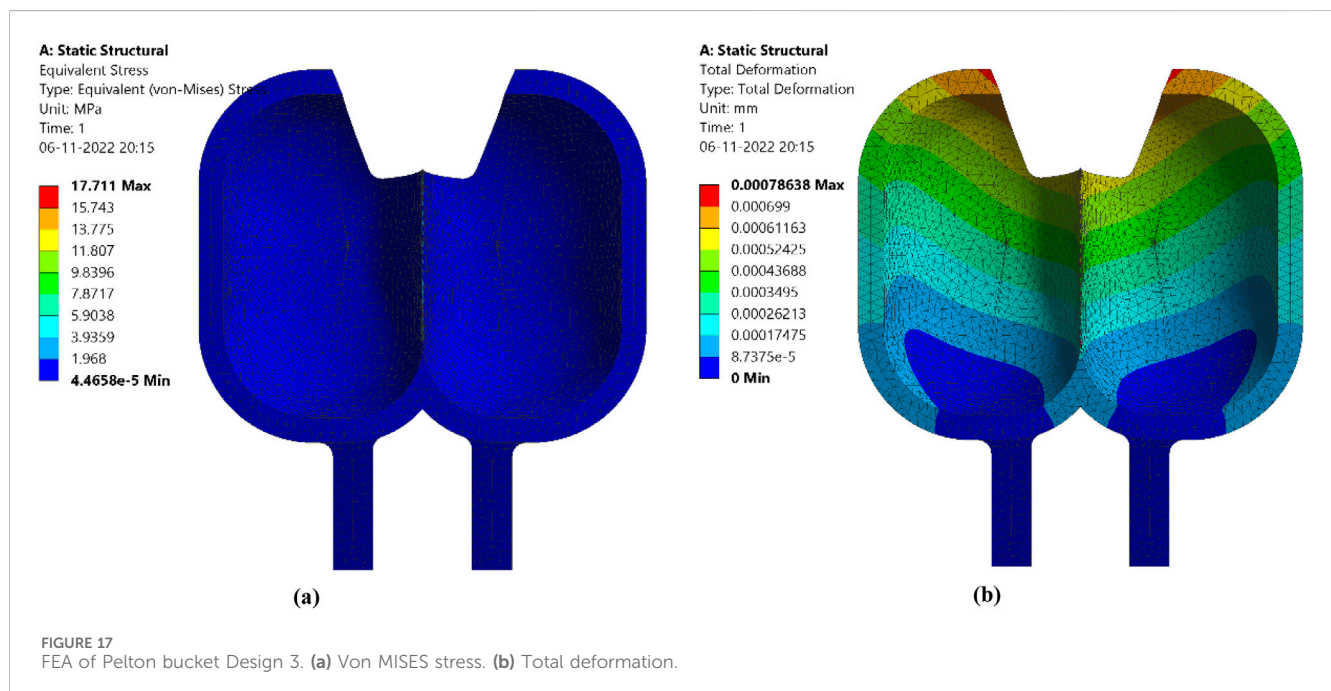 A: Static Structural
Equivalent Stress
Type: Equivalent (von-Mises) Stress
Unit: MPa
Time: 1
06-11-2022 20:15
17.711 Max
15.743
13.775
11.807
9.8396
7.8717
5.9038
3.9359
1.968
4.4658e-5 Min
(a)
A: Static Structural
Total Deformation
Type: Total Deformation
Unit: mm
Time: 1
06-11-2022 20:15
0.00078638 Max
0.000699
0.00061163
0.00052425
0.00043688
0.0003495
0.00026213
0.00017475
8.7375e-5
0 Min
(b)
FIGURE 17
FEA of Pelton bucket Design 3. (a) Von MISES stress. (b) Total deformation.